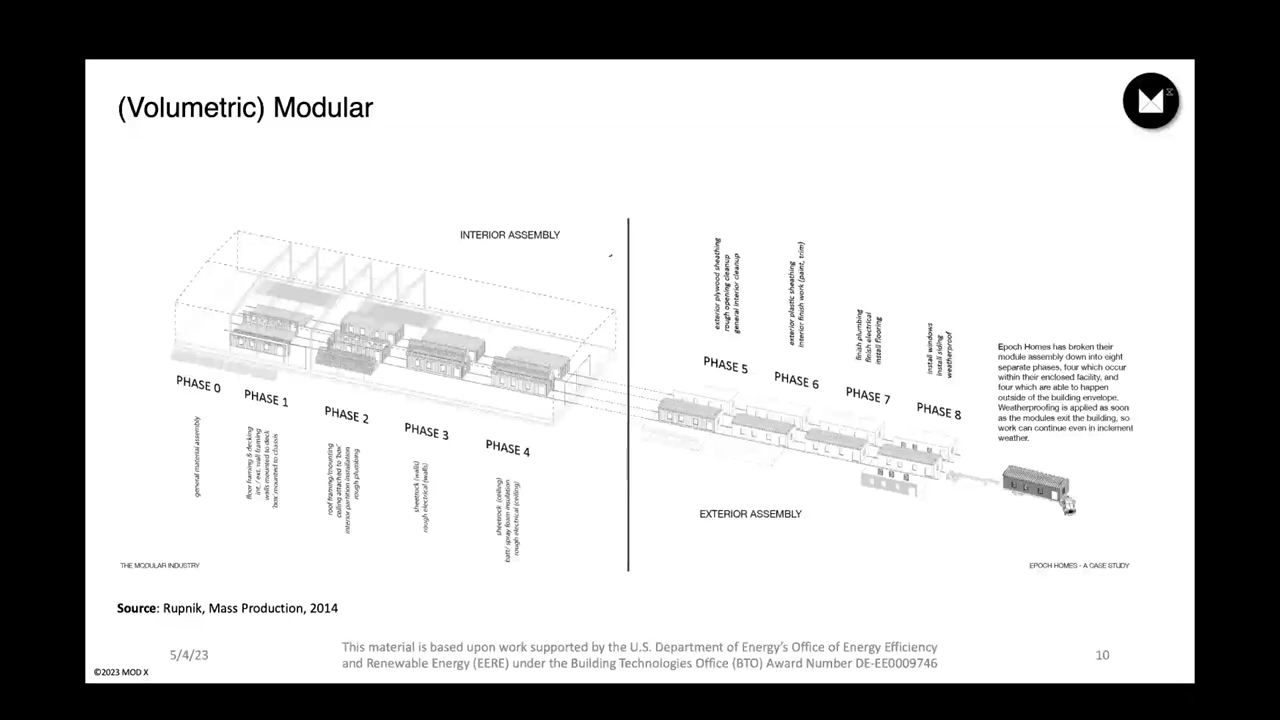 (Volumetric) Modular
INTERIOR ASSEMBLY
PHASE 0
PHASE 1
PHASE 2
PHASE 3
PHASE 4
general material assembly
floor framing & decking
int. / ext. wall framing
walls mounted to deck
'box' mounted to chassis
roof framing/mounting
ceiling attached to 'box'
interior partition installation
rough plumbing
sheetrock (walls)
rough electrical (walls)
sheetrock (ceiling)
batt/ spray foam insulation
rough electrical (ceiling)
exterior plywood sheathing
rough opening cleanup
general interior cleanup
exterior plastic sheathing
interior finish work (paint, trim)
finish plumbing
finish electrical
install flooring
install windows
install siding
weatherproof
PHASE 5
PHASE 6
PHASE 7
PHASE 8
EXTERIOR ASSEMBLY
Epoch Homes has broken their
module assembly down into eight
separate phases, four which occur
within their enclosed facility, and
four which are able to happen
outside of the building envelope.
Weatherproofing is applied as soon
as the modules exit the building, so
work can continue even in inclement
weather.
THE MODULAR INDUSTRY
EPOCH HOMES - A CASE STUDY
Source: Rupnik, Mass Production, 2014
5/4/23
This material is based upon work supported by the U.S. Department of Energy's Office of Energy Efficiency
and Renewable Energy (EERE) under the Building Technologies Office (BTO) Award Number DE-EE0009746
10
©2023 MOD X